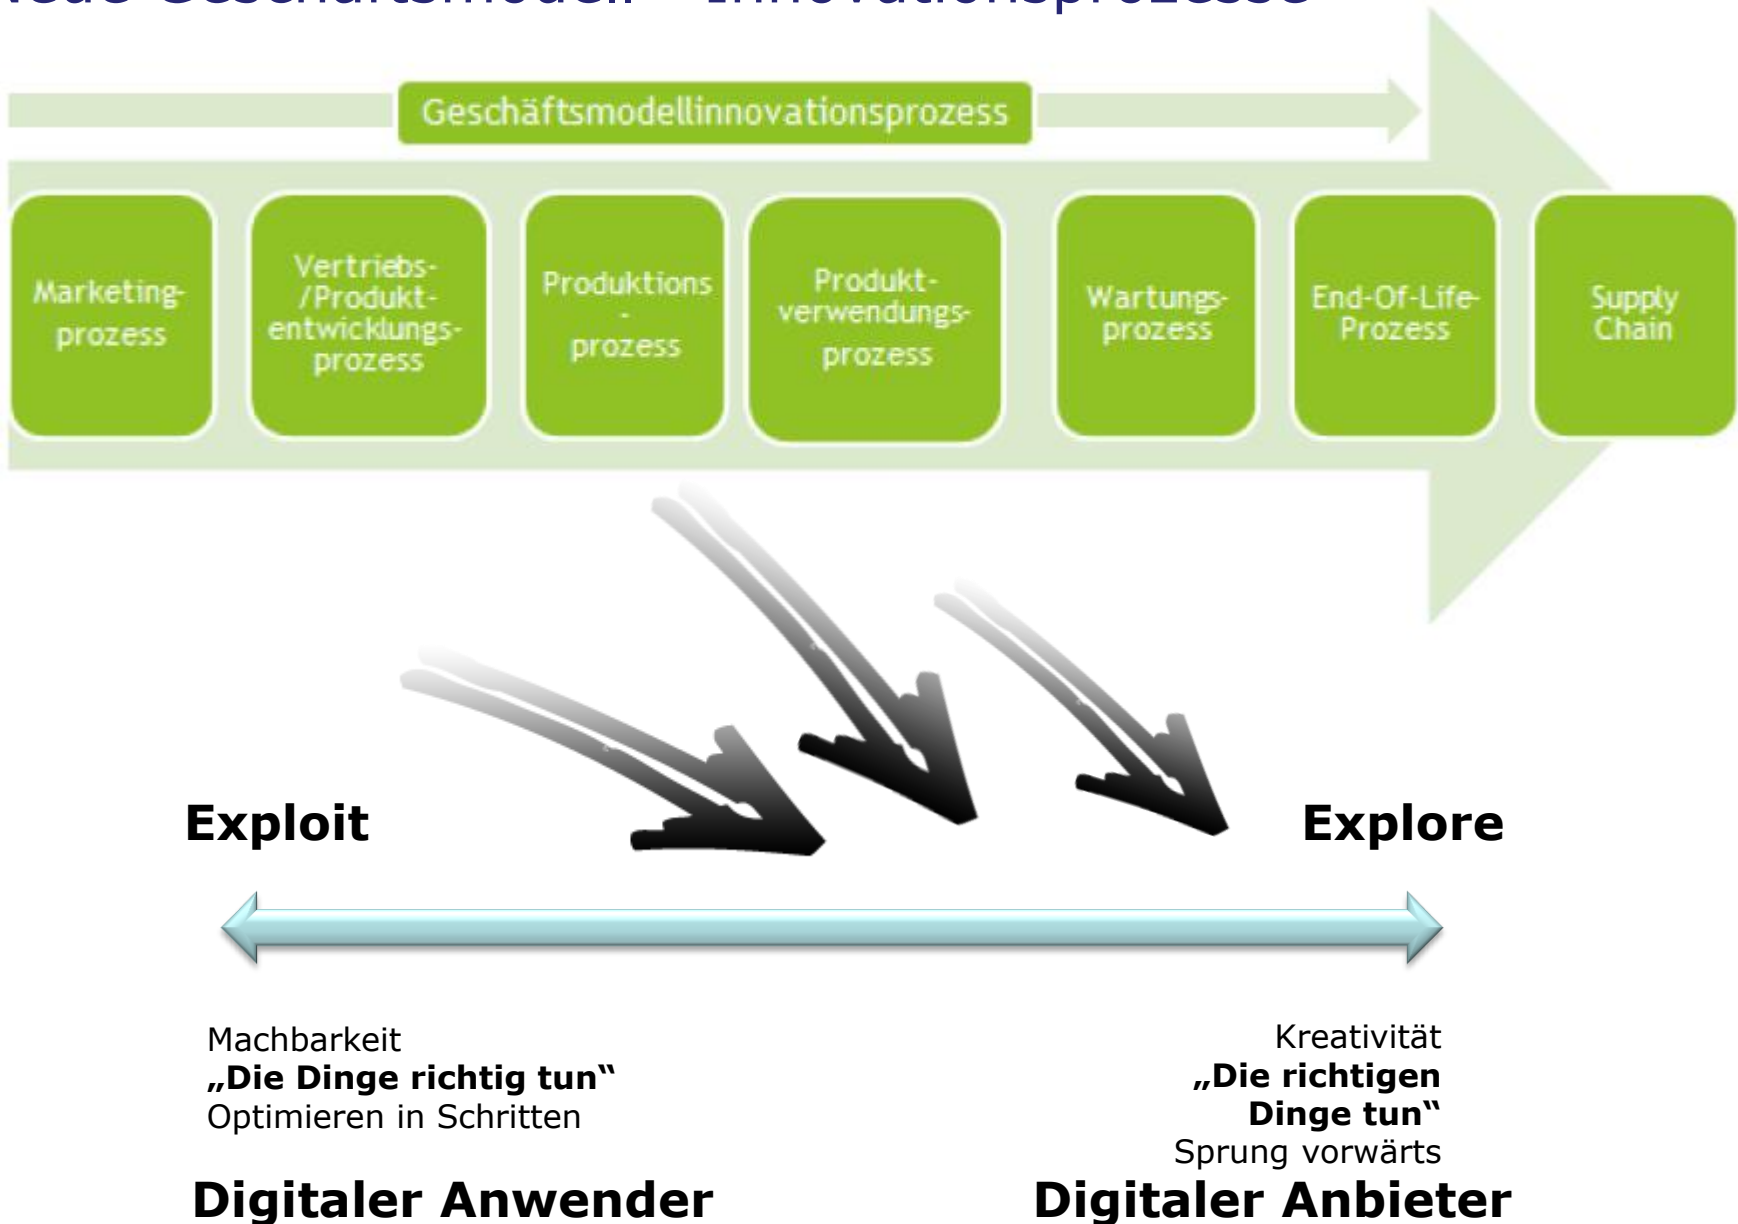 Geschäftsmodellinnovationsprozess
Marketing-
prozess
Vertriebs-
/Produkt-
entwicklungs-
prozess
Produktions
-
prozess
Produkt-
verwendungs-
prozess
Wartungs-
prozess
End-Of-Life-
Prozess
Supply
Chain
Exploit
Explore
Machbarkeit
„Die Dinge richtig tun“
Optimieren in Schritten
Digitaler Anwender
Kreativität
„Die richtigen
Dinge tun“
Sprung vorwärts
Digitaler Anbieter